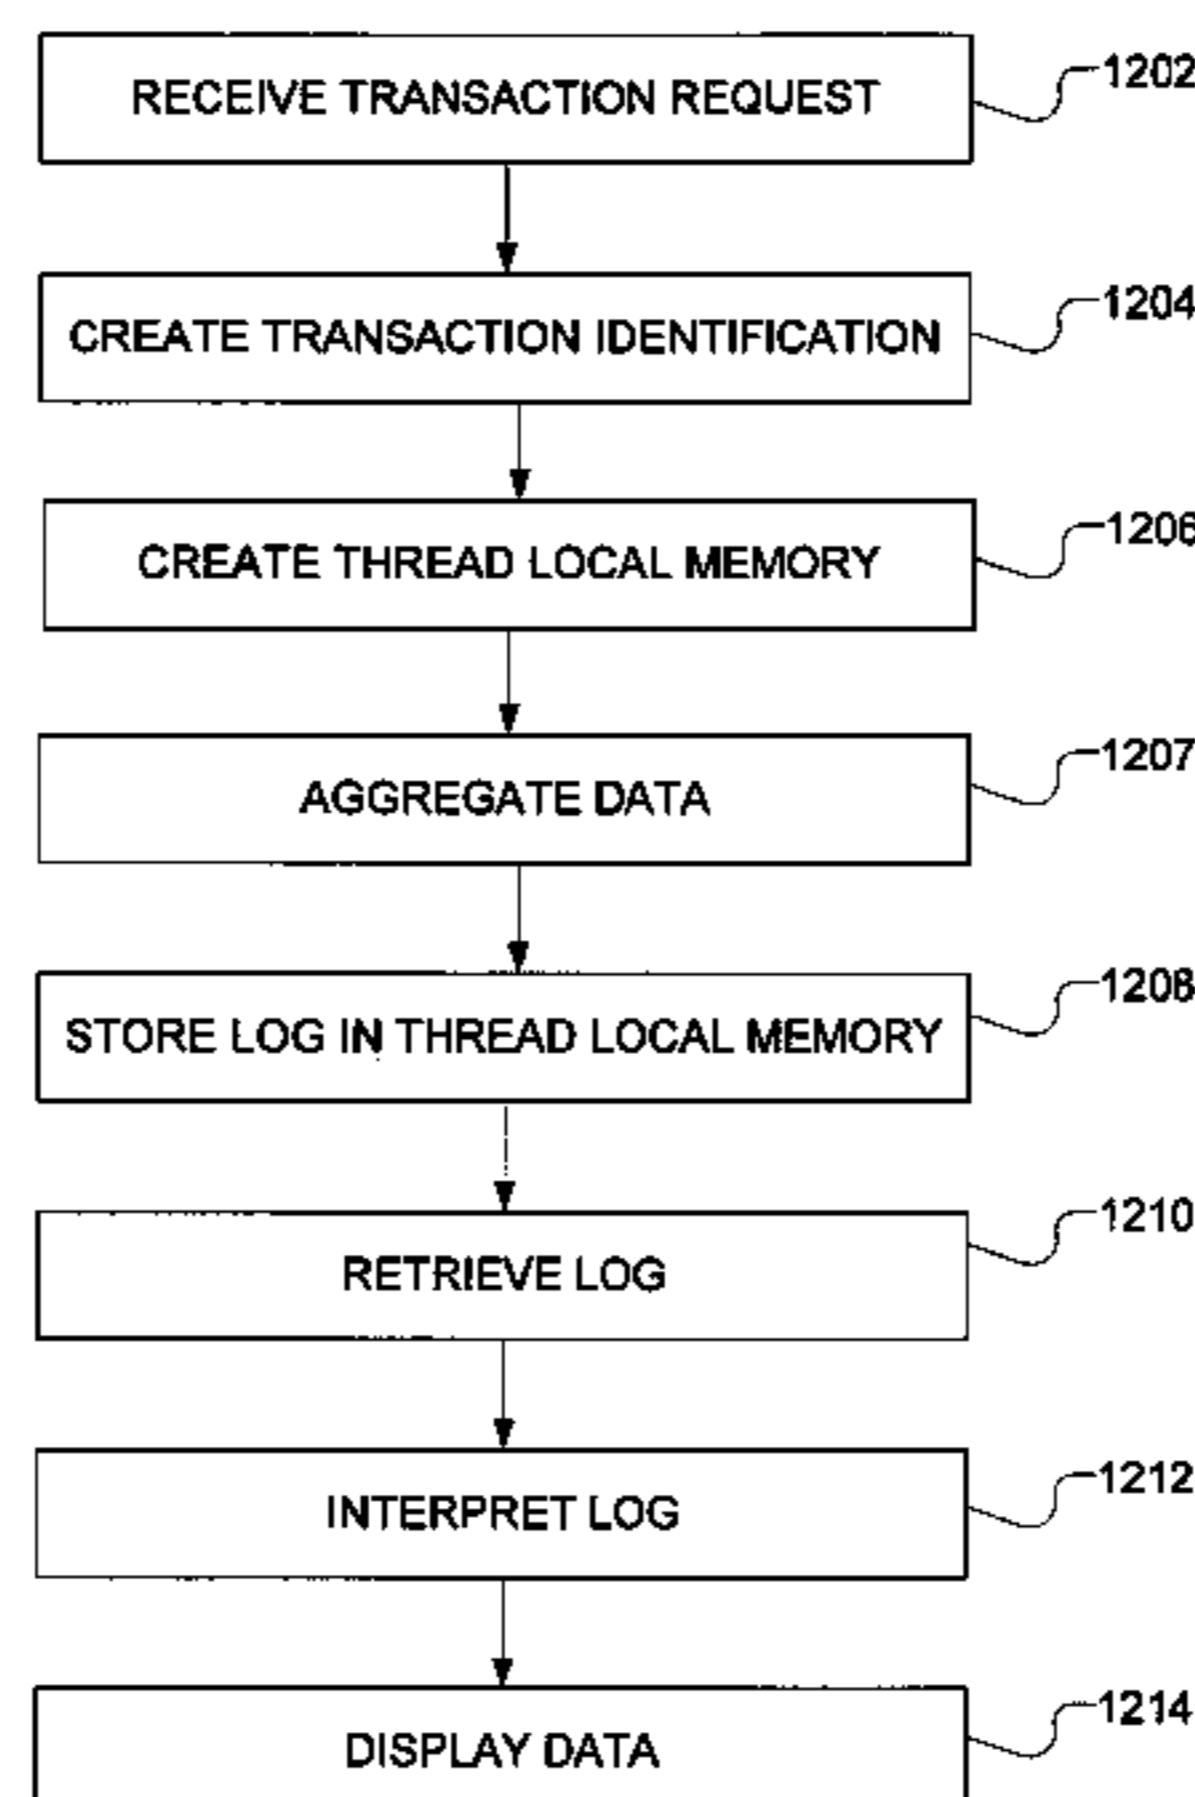 RECEIVE TRANSACTION REQUEST
1202
CREATE TRANSACTION IDENTIFICATION
1204
CREATE THREAD LOCAL MEMORY
1206
AGGREGATE DATA
1207
STORE LOG IN THREAD LOCAL MEMORY
1208
RETRIEVE LOG
1210
INTERPRET LOG
1212
DISPLAY DATA
1214